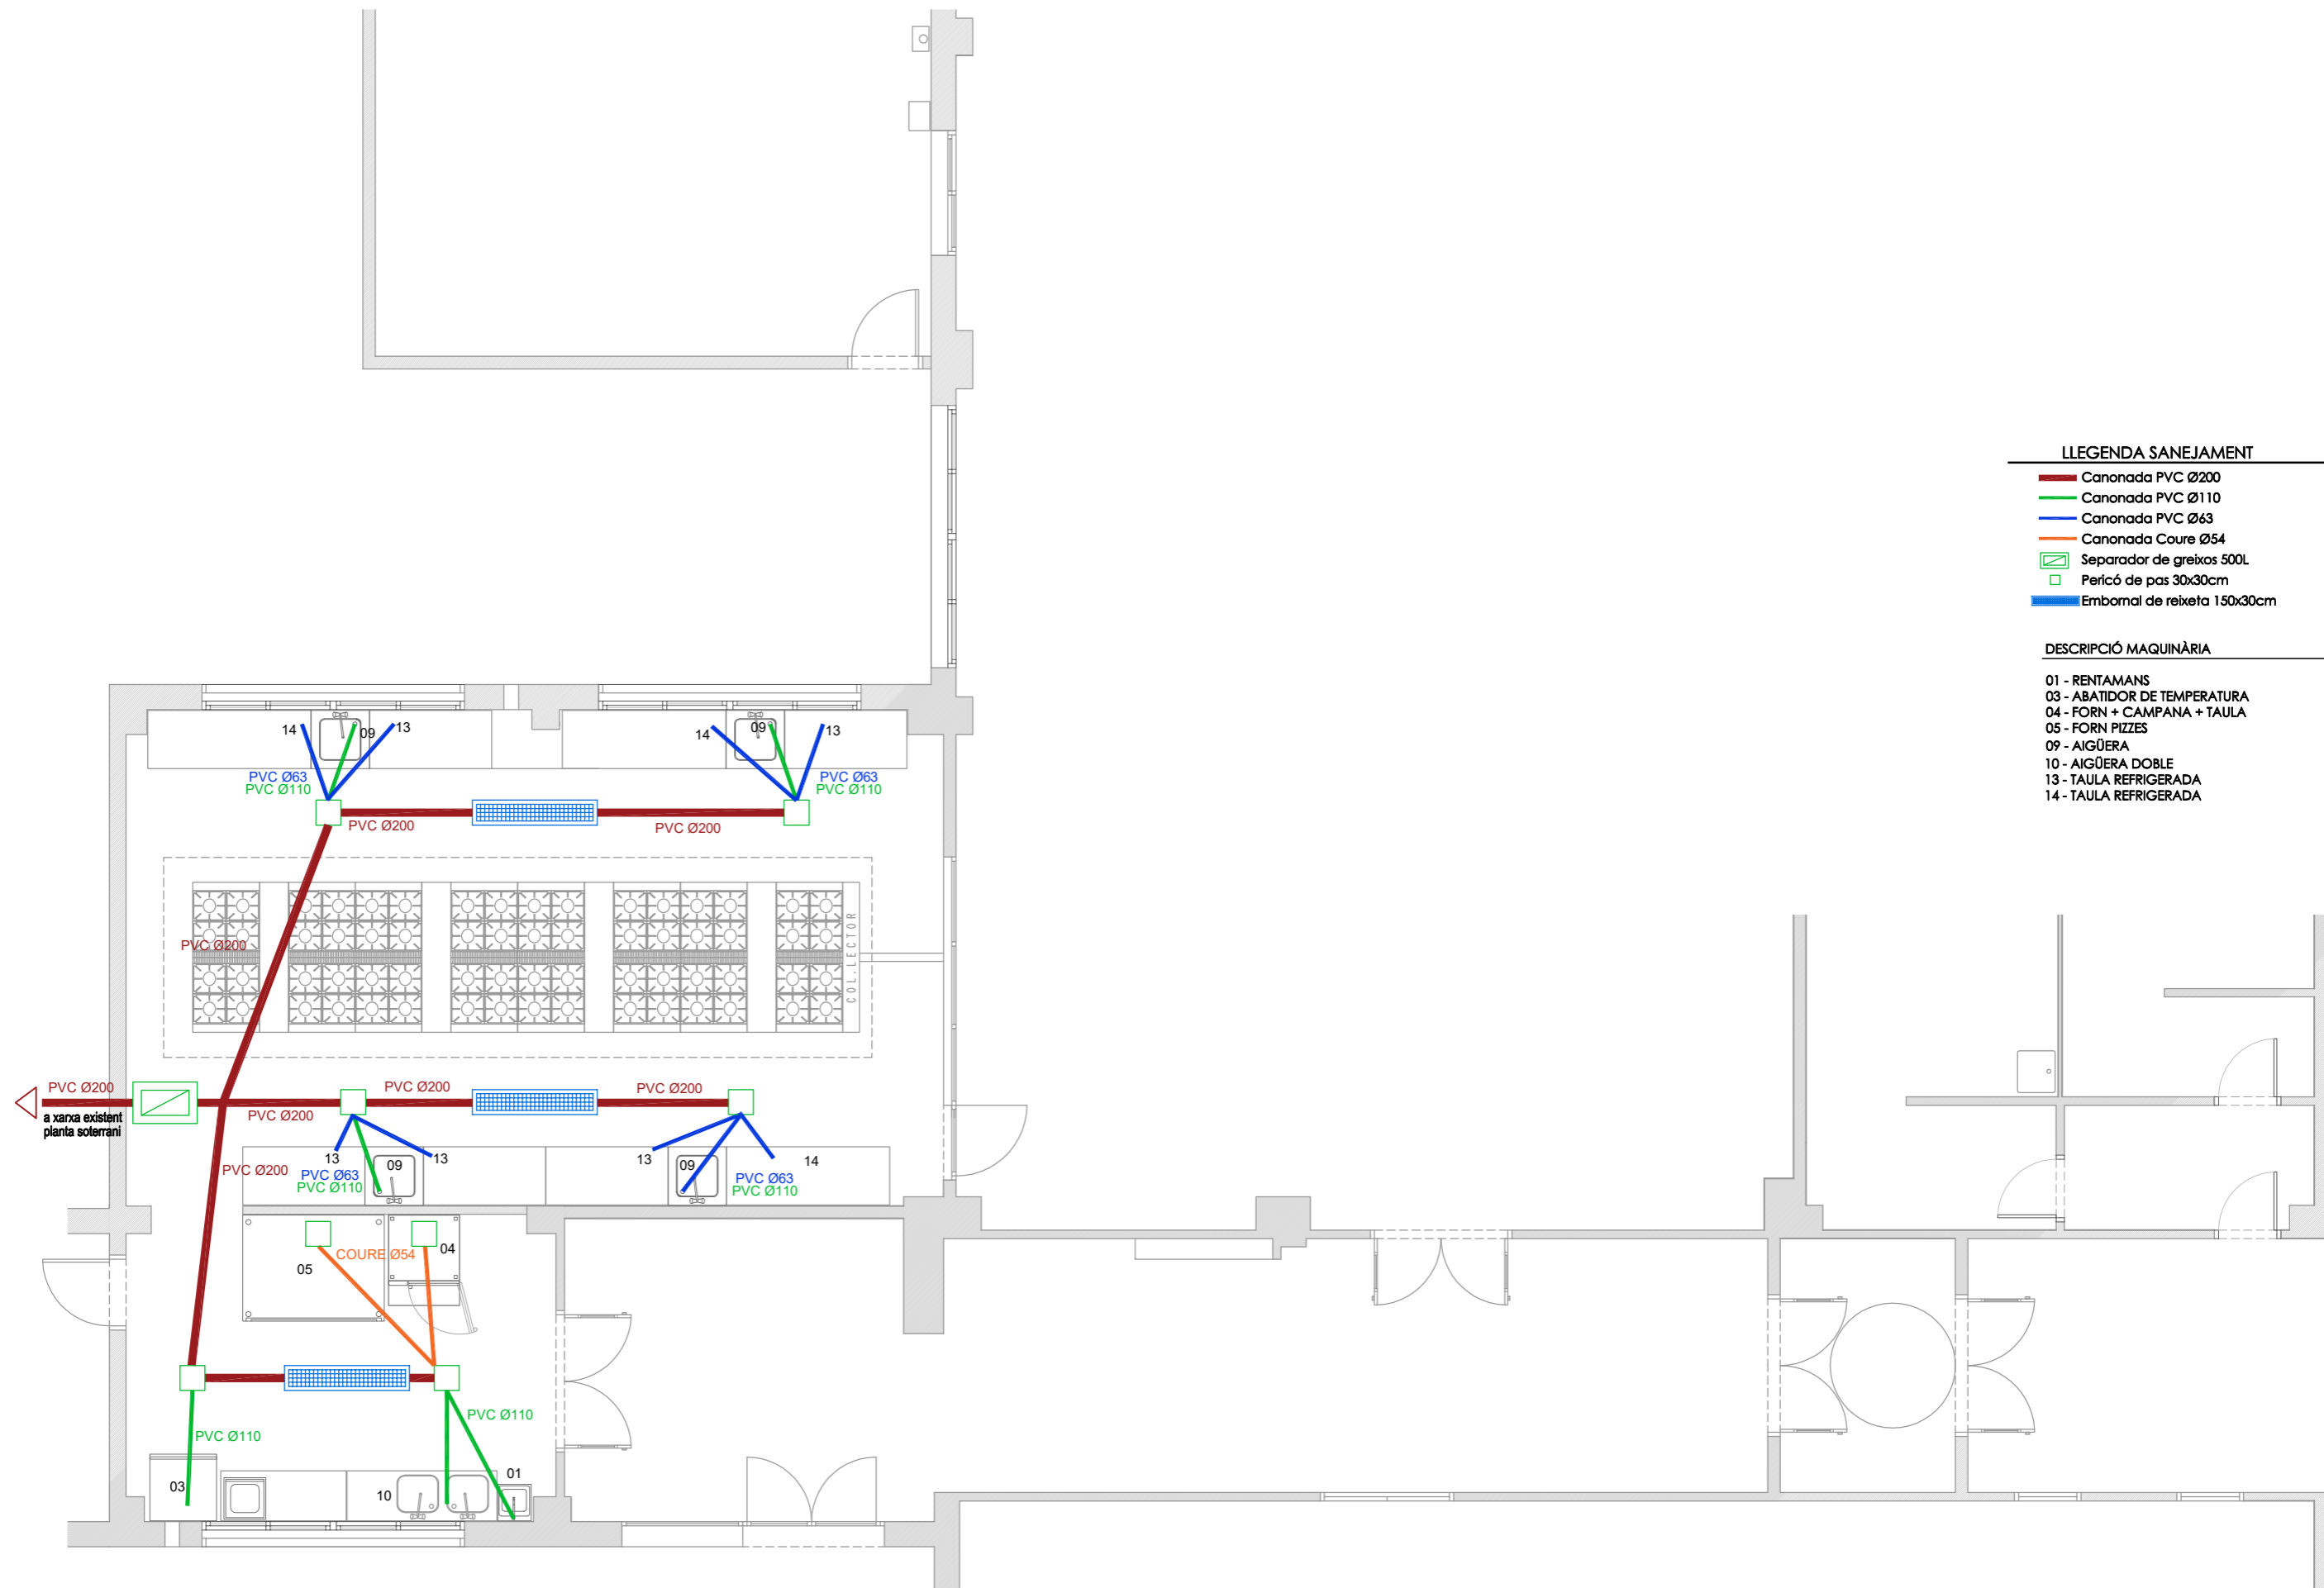 LLEGENDA SANEJAMENT
Canonada PVC Ø200
Canonada PVC Ø110
Canonada PVC Ø63
Canonada Coure Ø54
Separador de greixos 500L
Pericó de pas 30x30cm
Embornal de reixeta 150x30cm
DESCRIPCIÓ MAQUINÀRIA
01 - RENTAMANS
03 - ABATIDOR DE TEMPERATURA
04 - FORN + CAMPANA + TAULA
05 - FORN PIZZES
09 - AIGÜERA
10 - AIGÜERA DOBLE
13 - TAULA REFRIGERADA
14 - TAULA REFRIGERADA
14
09
13
14
09
13
PVC Ø63
PVC Ø110
PVC Ø63
PVC Ø110
PVC Ø200
PVC Ø200
PVC Ø200
COL.LECTOR
PVC Ø200
a xarxa existent
planta soterrani
PVC Ø200
PVC Ø200
PVC Ø200
PVC Ø200
13
09
13
13
09
14
PVC Ø63
PVC Ø110
PVC Ø63
PVC Ø110
COURE Ø54
04
05
PVC Ø110
PVC Ø110
03
10
01